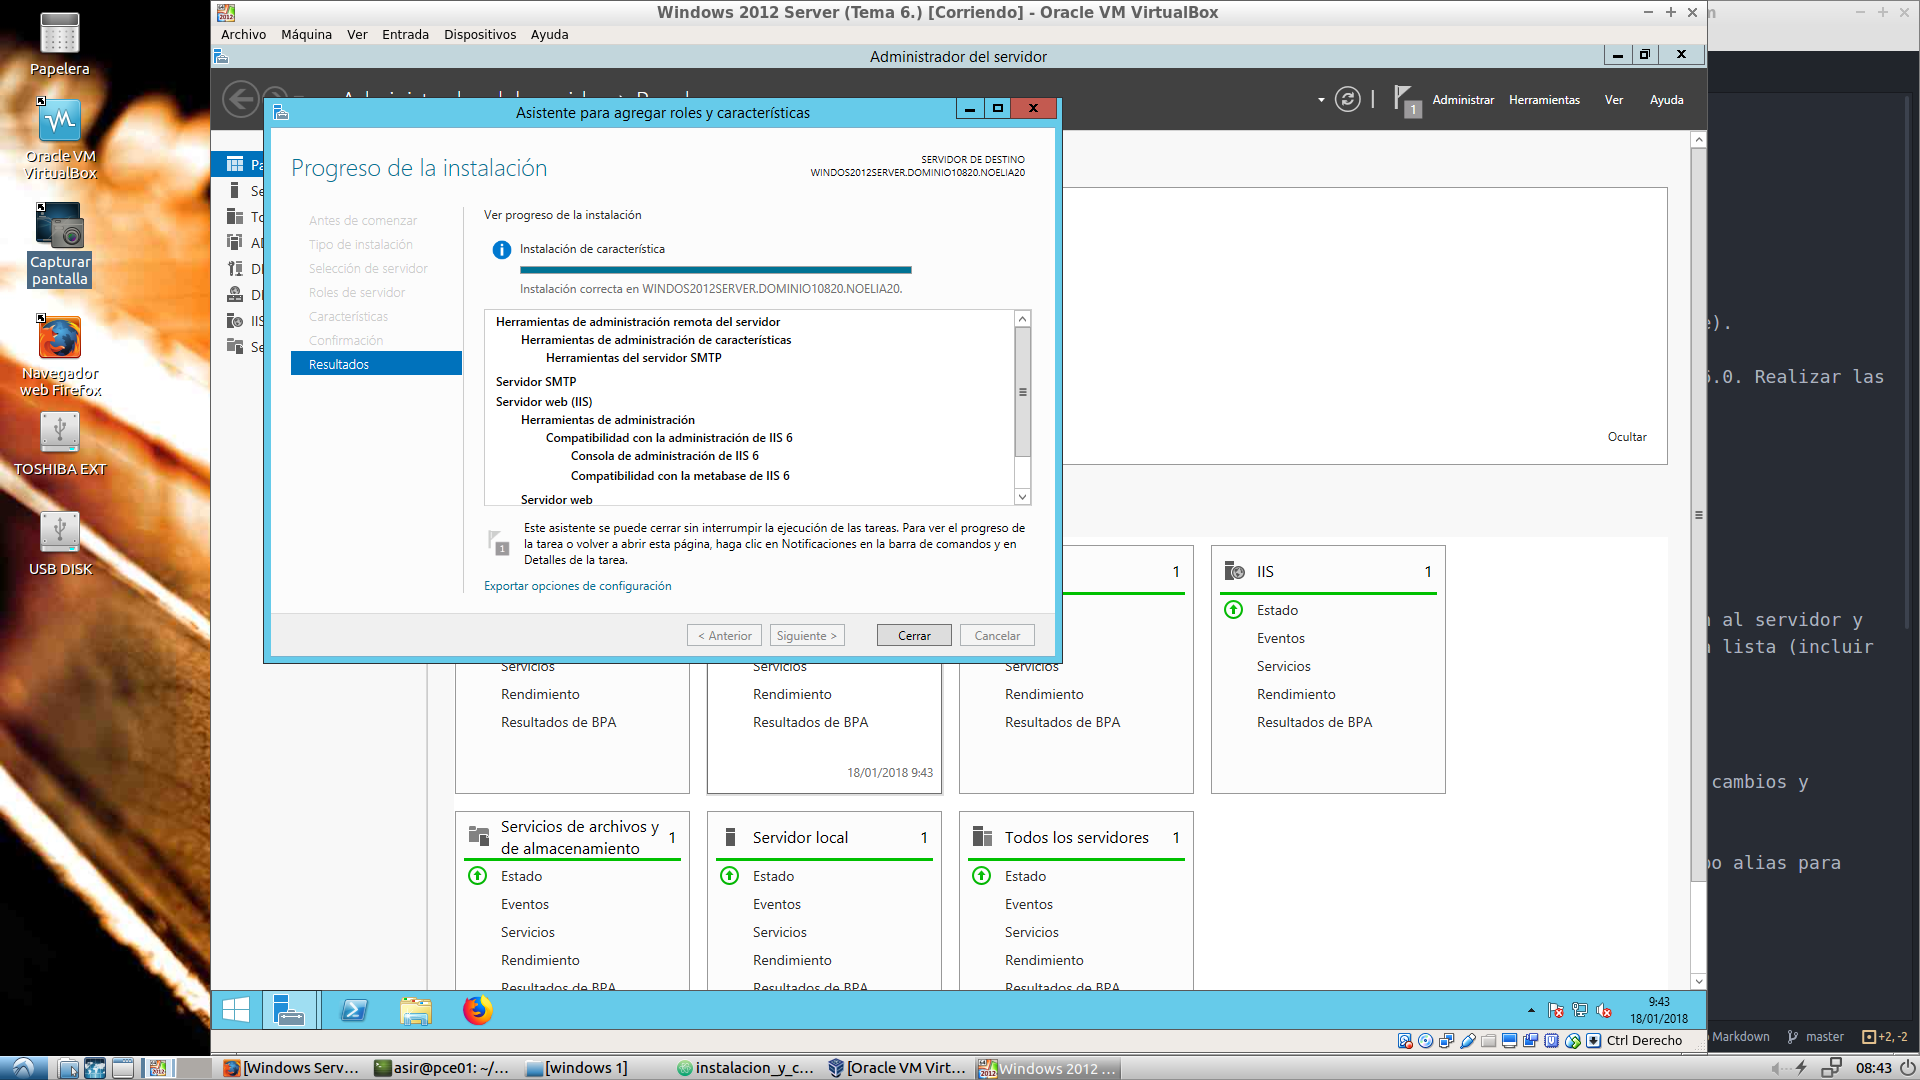 Windows 2012 Server (Tema 6.) [Corriendo] - Oracle VM VirtualBox
Archivo Máquina Ver Entrada Dispositivos Ayuda
Administrador del servidor
1 Administrar Herramientas Ver Ayuda
Asistente para agregar roles y características
Progreso de la instalación
SERVIDOR DE DESTINO
WINDOS2012SERVER.DOMINIO10820.NOELIA20
Antes de comenzar
Tipo de instalación
Selección de servidor
Roles de servidor
Características
Confirmación
Resultados
Ver progreso de la instalación
Instalación de característica
Instalación correcta en WINDOS2012SERVER.DOMINIO10820.NOELIA20.
Herramientas de administración remota del servidor
Herramientas de administración de características
Herramientas del servidor SMTP
Servidor SMTP
Servidor web (IIS)
Herramientas de administración
Compatibilidad con la administración de IIS 6
Consola de administración de IIS 6
Compatibilidad con la metabase de IIS 6
Servidor web
1
Este asistente se puede cerrar sin interrumpir la ejecución de las tareas. Para ver el progreso de
la tarea o volver a abrir esta página, haga clic en Notificaciones en la barra de comandos y en
Detalles de la tarea.
Exportar opciones de configuración
< Anterior Siguiente > Cerrar Cancelar
Papelera
Oracle VM
VirtualBox
Capturar
pantalla
Navegador
web Firefox
TOSHIBA EXT
USB DISK
Pa
Se
To
AD
IIS
Se
Ocultar
Servicios
Rendimiento
Resultados de BPA
Servicios
Rendimiento
Resultados de BPA
18/01/2018 9:43
1
Servicios
Rendimiento
Resultados de BPA
IIS 1
Estado
Eventos
Servicios
Rendimiento
Resultados de BPA
Servicios de archivos y
de almacenamiento 1
Estado
Eventos
Servicios
Rendimiento
Resultados de BPA
Servidor local 1
Estado
Eventos
Servicios
Rendimiento
Resultados de BPA
Todos los servidores 1
Estado
Eventos
Servicios
Rendimiento
Resultados de BPA
).
6.0. Realizar las
al servidor y
lista (incluir
cambios y
alias para
9:43
18/01/2018
Ctrl Derecho
Markdown master +2, -2
[Windows Serv... asir@pce01: ~/... [windows 1] instalacion_y_c... [Oracle VM Virt... Windows 2012 ... 08:43